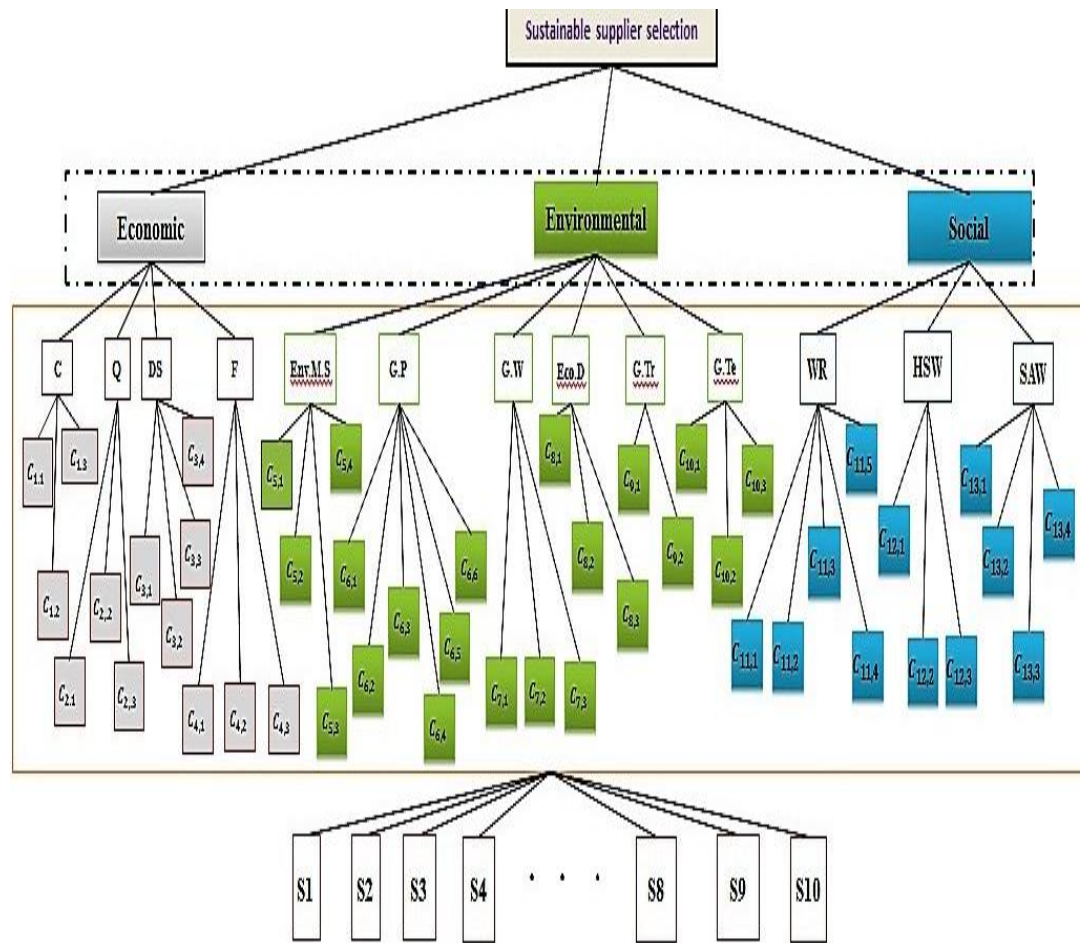 Sustainable supplier selection
Economic
Environmental
Social
C
Q
DS
F
Env.M.S
G.P
G.W
Eco.D
G.Tr
G.Te
WR
HSW
SAW
C1.1
C1.3
C1.2
C2.1
C2.,2
C2,.3
C3,1
C3,2
C3,3
C3,4
C4,1
C4,2
C4,3
C5,1
C5,2
C5,3
C5,4
C6,1
C6,2
C6,3
C6,4
C6,5
C6,6
C7,1
C7,2
C7,3
C8,1
C8,2
C8,3
C9,1
C9,2
C10,1
C10,2
C10,3
C11,1
C11,2
C11,3
C11,4
C11,5
C12,1
C12,2
C12,3
C13,1
C13,2
C13,3
C13,4
S1
S2
S3
S4
. . .
S8
S9
S10